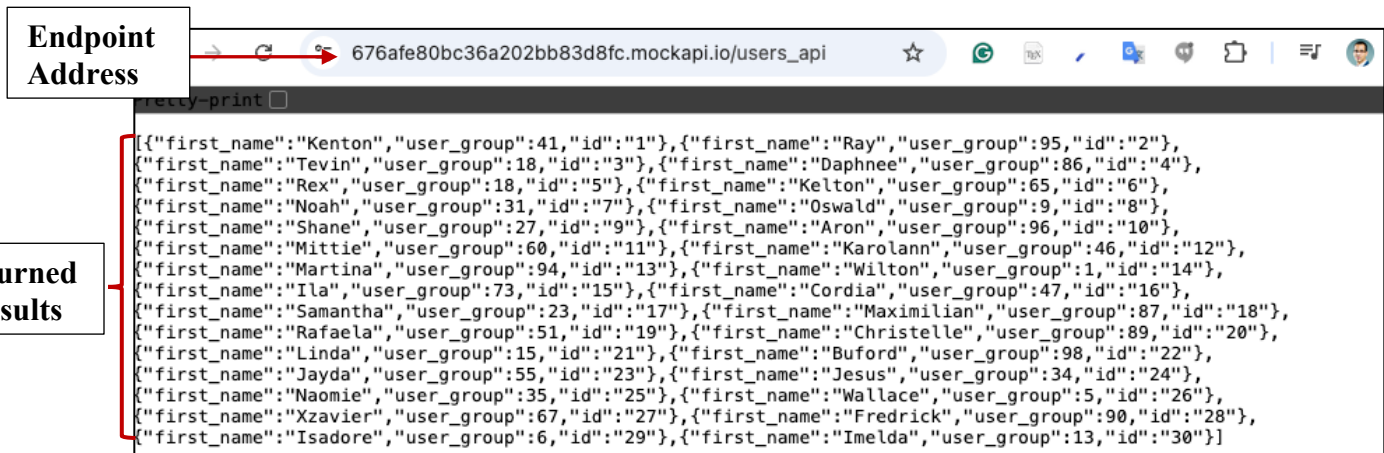 Endpoint
Address
676afe80bc36a202bb83d8fc.mockapi.io/users_api
Pretty-print
[{"first_name":"Kenton","user_group":41,"id":"1"},{"first_name":"Ray","user_group":95,"id":"2"},
{"first_name":"Tevin","user_group":18,"id":"3"},{"first_name":"Daphnee","user_group":86,"id":"4"},
{"first_name":"Rex","user_group":18,"id":"5"},{"first_name":"Kelton","user_group":65,"id":"6"},
{"first_name":"Noah","user_group":31,"id":"7"},{"first_name":"Oswald","user_group":9,"id":"8"},
{"first_name":"Shane","user_group":27,"id":"9"},{"first_name":"Aron","user_group":96,"id":"10"},
{"first_name":"Mittie","user_group":60,"id":"11"},{"first_name":"Karolann","user_group":46,"id":"12"},
{"first_name":"Martina","user_group":94,"id":"13"},{"first_name":"Wilton","user_group":1,"id":"14"},
{"first_name":"Ila","user_group":73,"id":"15"},{"first_name":"Cordia","user_group":47,"id":"16"},
{"first_name":"Samantha","user_group":23,"id":"17"},{"first_name":"Maximilian","user_group":87,"id":"18"},
{"first_name":"Rafaela","user_group":51,"id":"19"},{"first_name":"Christelle","user_group":89,"id":"20"},
{"first_name":"Linda","user_group":15,"id":"21"},{"first_name":"Buford","user_group":98,"id":"22"},
{"first_name":"Jayda","user_group":55,"id":"23"},{"first_name":"Jesus","user_group":34,"id":"24"},
{"first_name":"Naomie","user_group":35,"id":"25"},{"first_name":"Wallace","user_group":5,"id":"26"},
{"first_name":"Xzavier","user_group":67,"id":"27"},{"first_name":"Fredrick","user_group":90,"id":"28"},
{"first_name":"Isadore","user_group":6,"id":"29"},{"first_name":"Imelda","user_group":13,"id":"30"}]
urned
sults